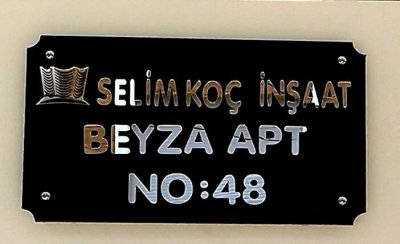 SELİM KOÇ İNŞAAT
BEYZA APT
NO:48